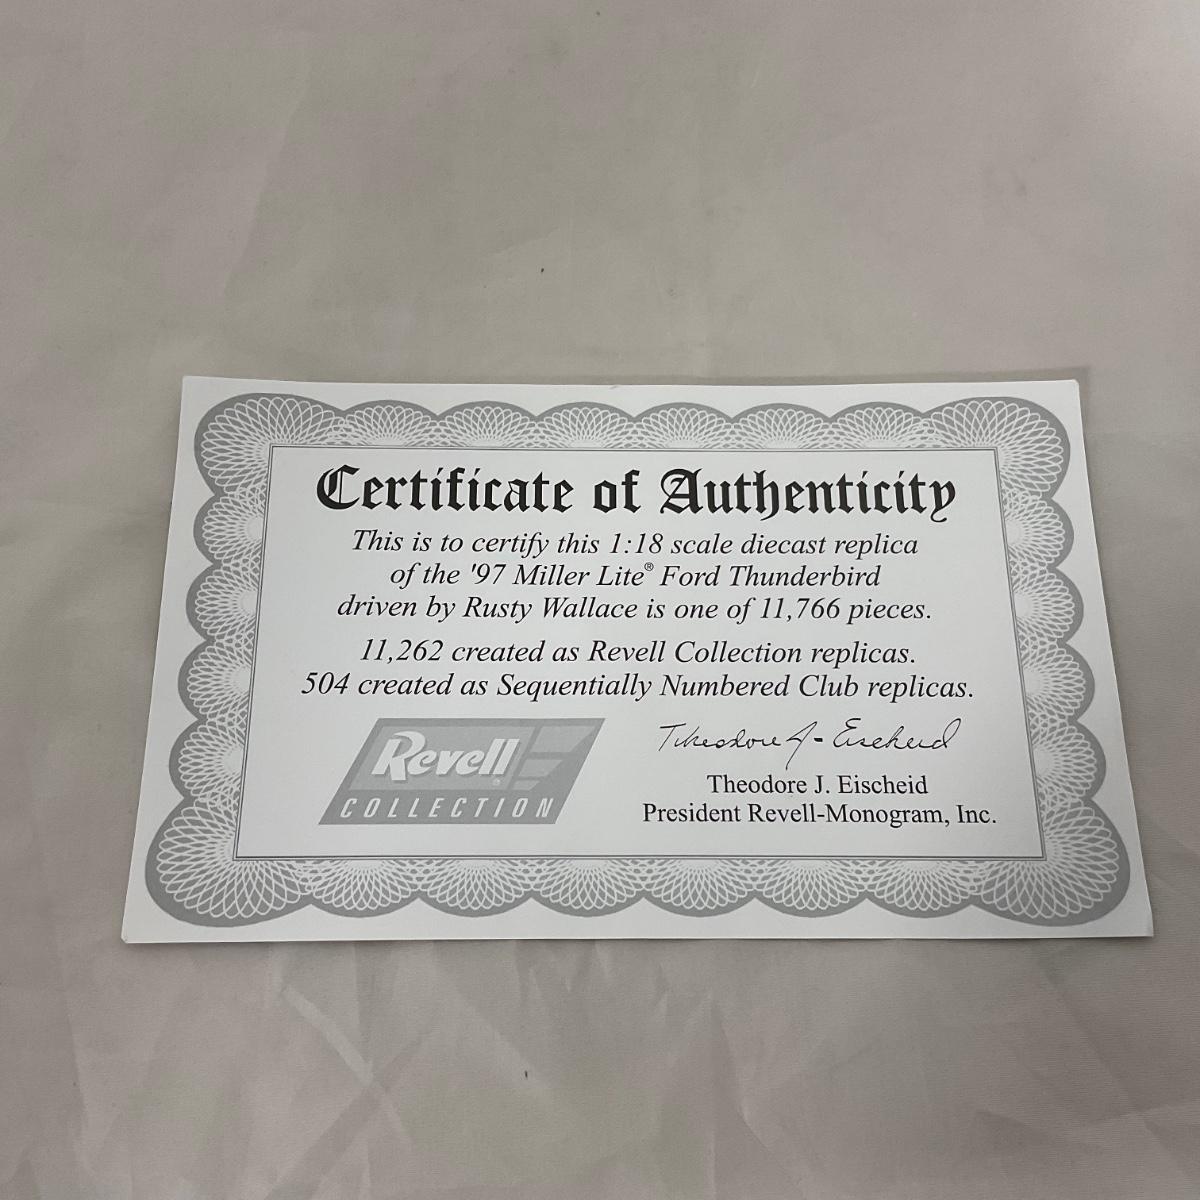 Certificate of Authenticity
This is to certify this 1:18 scale diecast replica
of the '97 Miller Lite® Ford Thunderbird
driven by Rusty Wallace is one of 11,766 pieces.
11,262 created as Revell Collection replicas.
504 created as Sequentially Numbered Club replicas.
Revell®
COLLECTION
Theodore J. Eischeid
Theodore J. Eischeid
President Revell-Monogram, Inc.